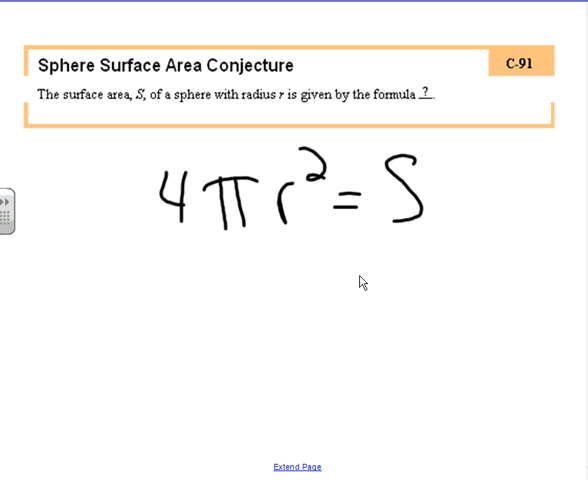 Sphere Surface Area Conjecture
C-91
The surface area, S, of a sphere with radius r is given by the formula ?.
4πr² = S
Extend Page